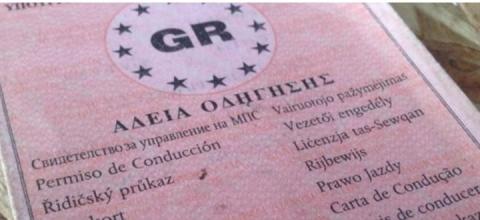 ΥΠΟΥΡ
GR
ΑΔΕΙΑ ΟΔΗΓΗΣΗΣ
Свидетелство за управление на МПС Vairuotojo pažymėjimas
Permiso de Conducción Vezetői engedély
Řidičský průkaz Liċenzja tas-Sewqan
Rijbewijs
Prawo Jazdy
Carta de Condução